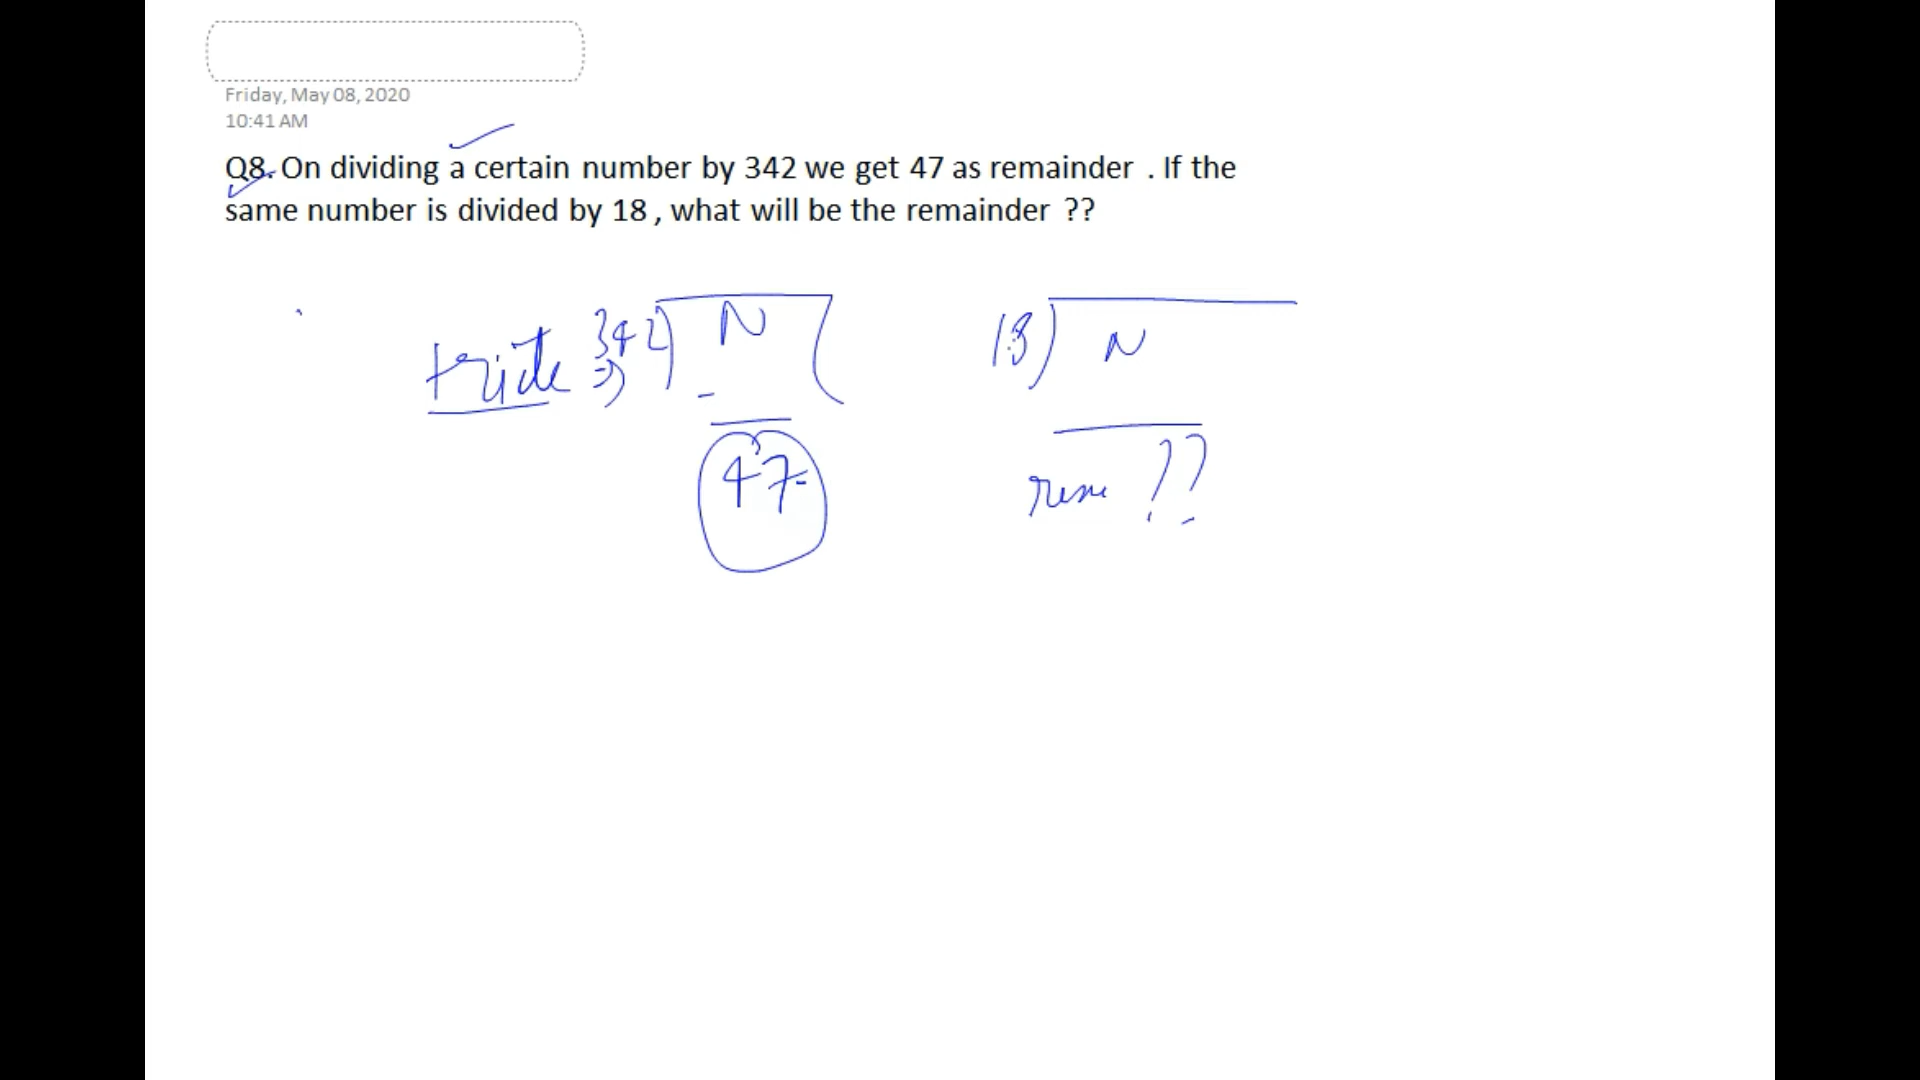 Friday, May 08, 2020
10:41 AM
Q8. On dividing a certain number by 342 we get 47 as remainder . If the
same number is divided by 18 , what will be the remainder ??
342) N (
18) N
-
47
rem ??